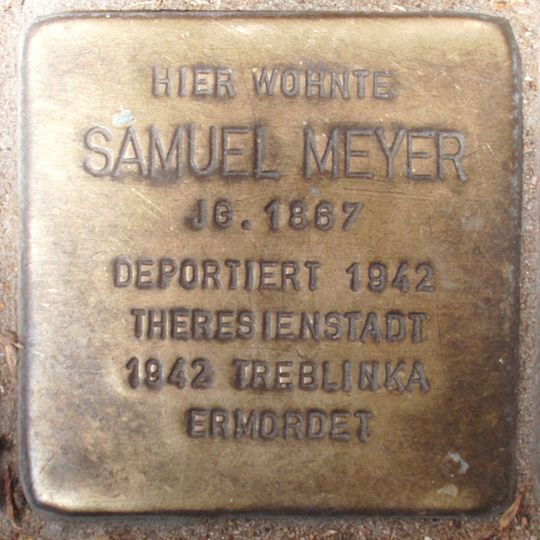 HIER WOHNTE
SAMUEL MEYER
JG. 1867
DEPORTIERT 1942
THERESIENSTADT
1942 TREBLINKA
ERMORDET